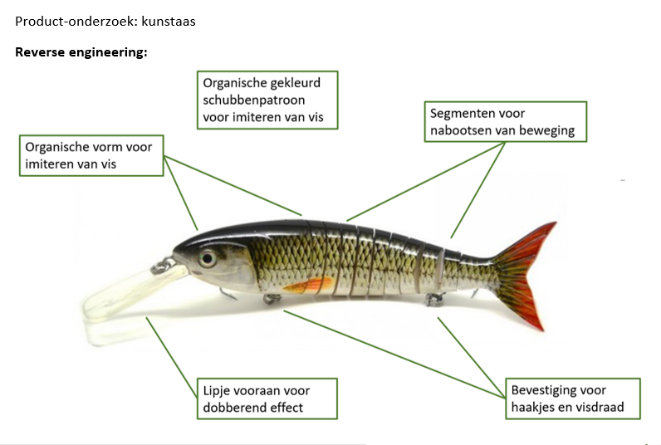 Product-onderzoek: kunstaas
Reverse engineering:
Organische gekleurd
schubbenpatroon
voor imiteren van vis
Segmenten voor
nabootsen van beweging
Organische vorm voor
imiteren van vis
Lipje vooraan voor
dobberend effect
Bevestiging voor
haakjes en visdraad